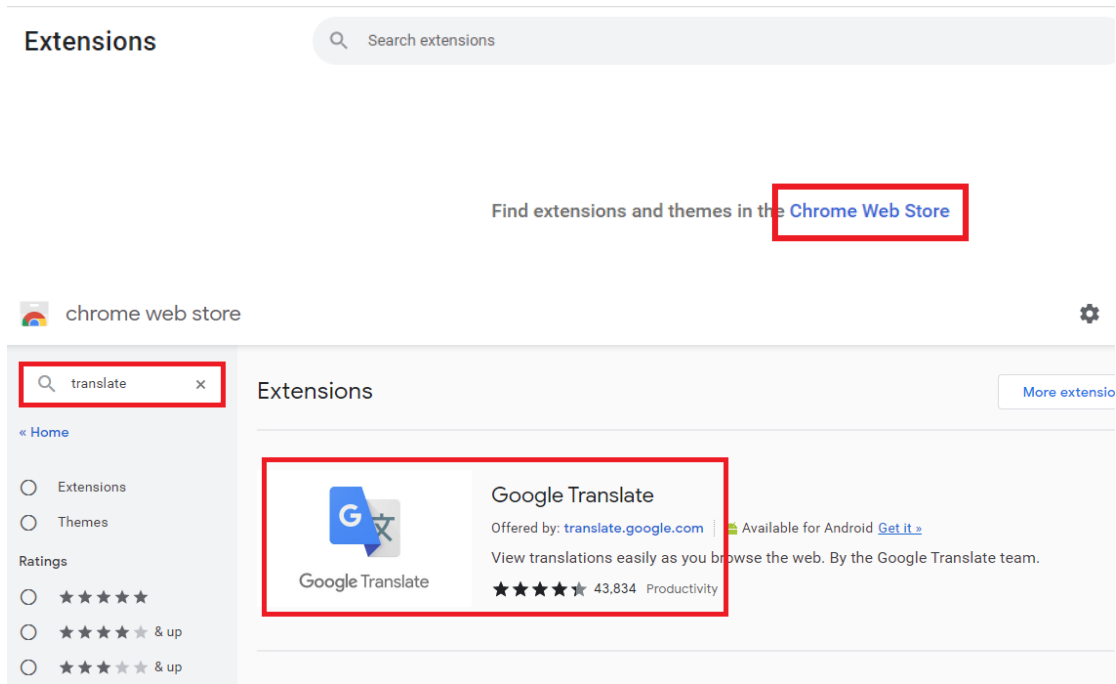 Extensions
Search extensions
Find extensions and themes in the Chrome Web Store
chrome web store
translate
Extensions
More extensio
« Home
Extensions
Themes
Ratings
& up
& up
G 文
Google Translate
Google Translate
Offered by: translate.google.com
Available for Android Get it »
View translations easily as you browse the web. By the Google Translate team.
43,834 Productivity